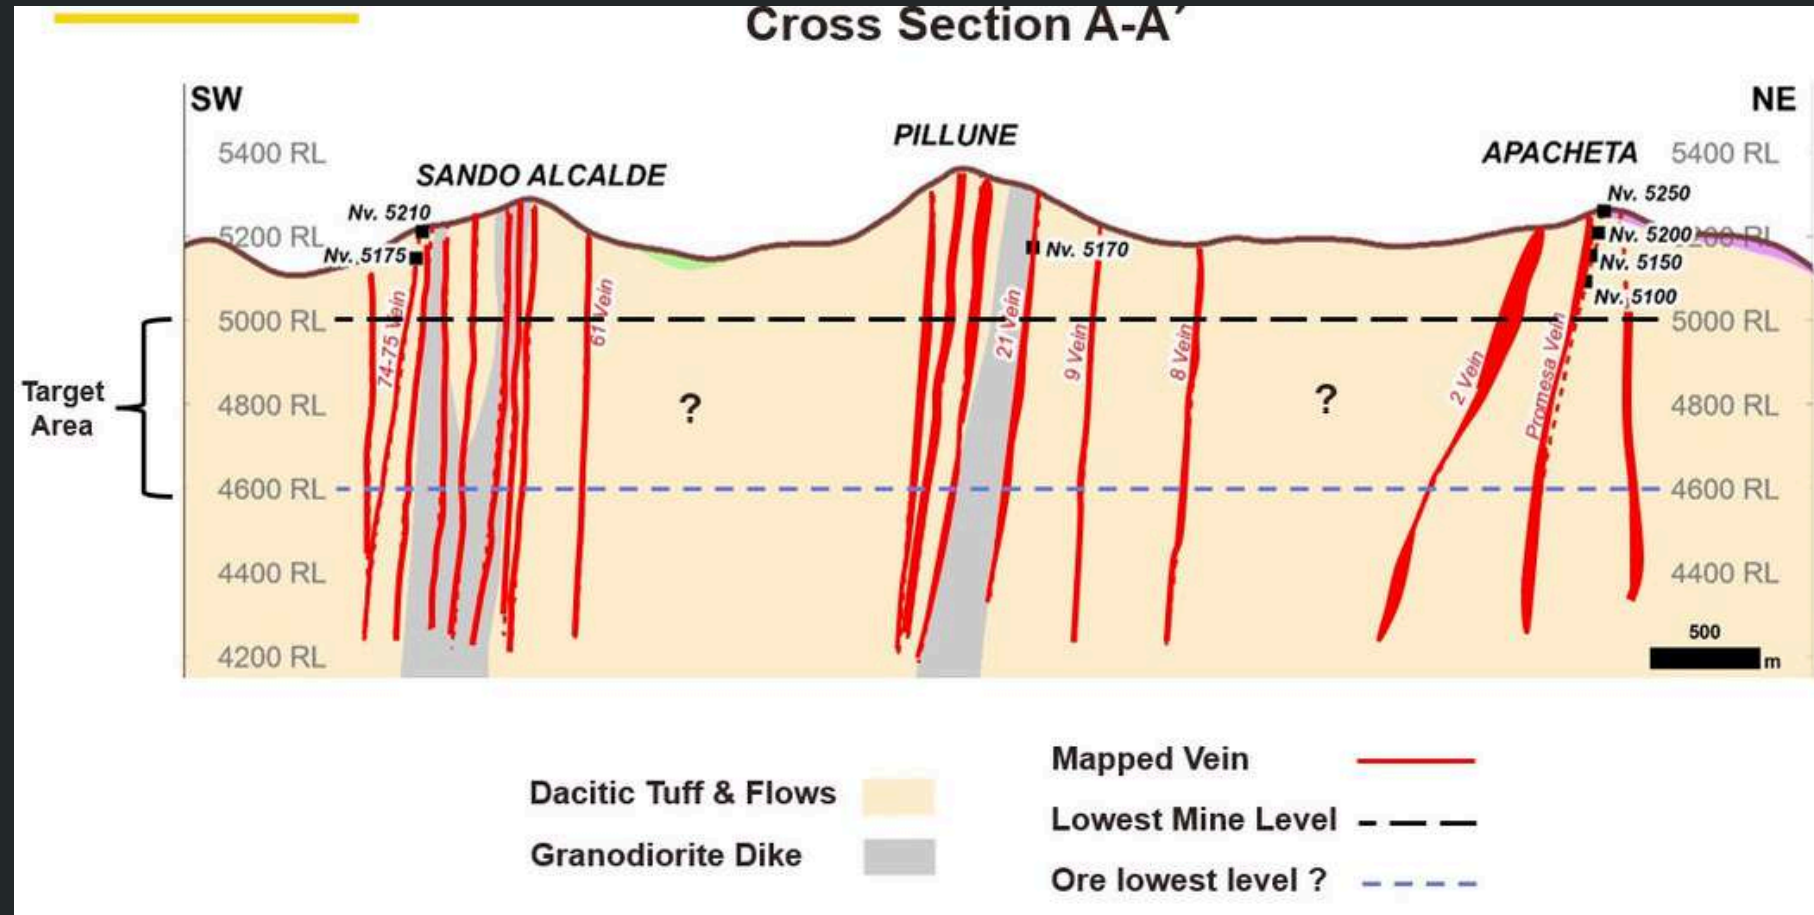 Cross Section A-A´
SW
NE
PILLUNE
APACHETA
SANDO ALCALDE
5400 RL
5400 RL
Nv. 5250
Nv. 5210
5200 RL
Nv. 5200
5200 RL
Nv. 5175
Nv. 5170
Nv. 5150
Nv. 5100
74-75 Vein
61 Vein
21 Vein
9 Vein
8 Vein
2 Vein
Promesa Vein
5000 RL
5000 RL
Target
Area
4800 RL
?
?
4800 RL
4600 RL
4600 RL
4400 RL
4400 RL
4200 RL
500
m
Dacitic Tuff & Flows
Granodiorite Dike
Mapped Vein
Lowest Mine Level
Ore lowest level ?